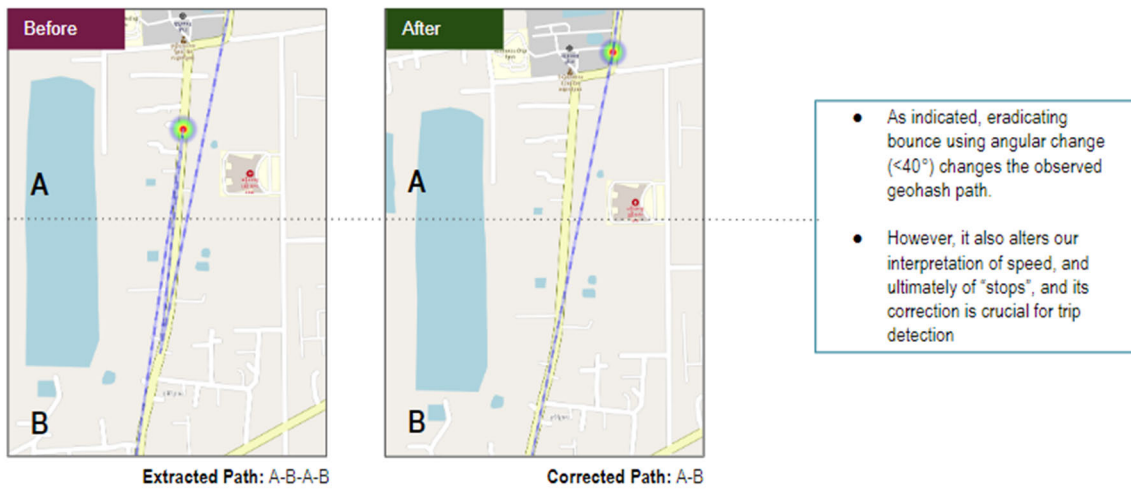 Before
After
A
B
Extracted Path: A-B-A-B
A
B
Corrected Path: A-B
● As indicated, eradicating
bounce using angular change
(<40°) changes the observed
geohash path.
● However, it also alters our
interpretation of speed, and
ultimately of “stops”, and its
correction is crucial for trip
detection